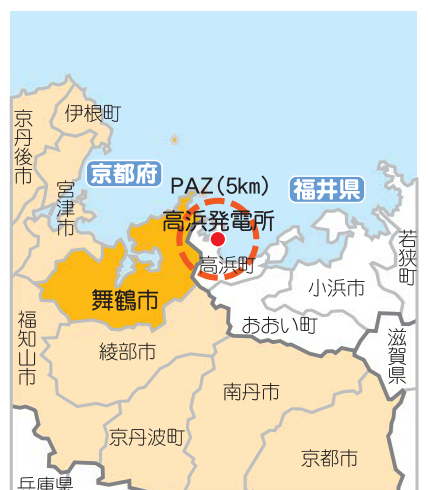 伊根町
京丹後市
京都府
PAZ(5km)
福井県
宮津市
高浜発電所
若狭町
高浜町
小浜市
舞鶴市
おおい町
福知山市
滋賀県
綾部市
南丹市
京丹波町
京都市
兵庫県